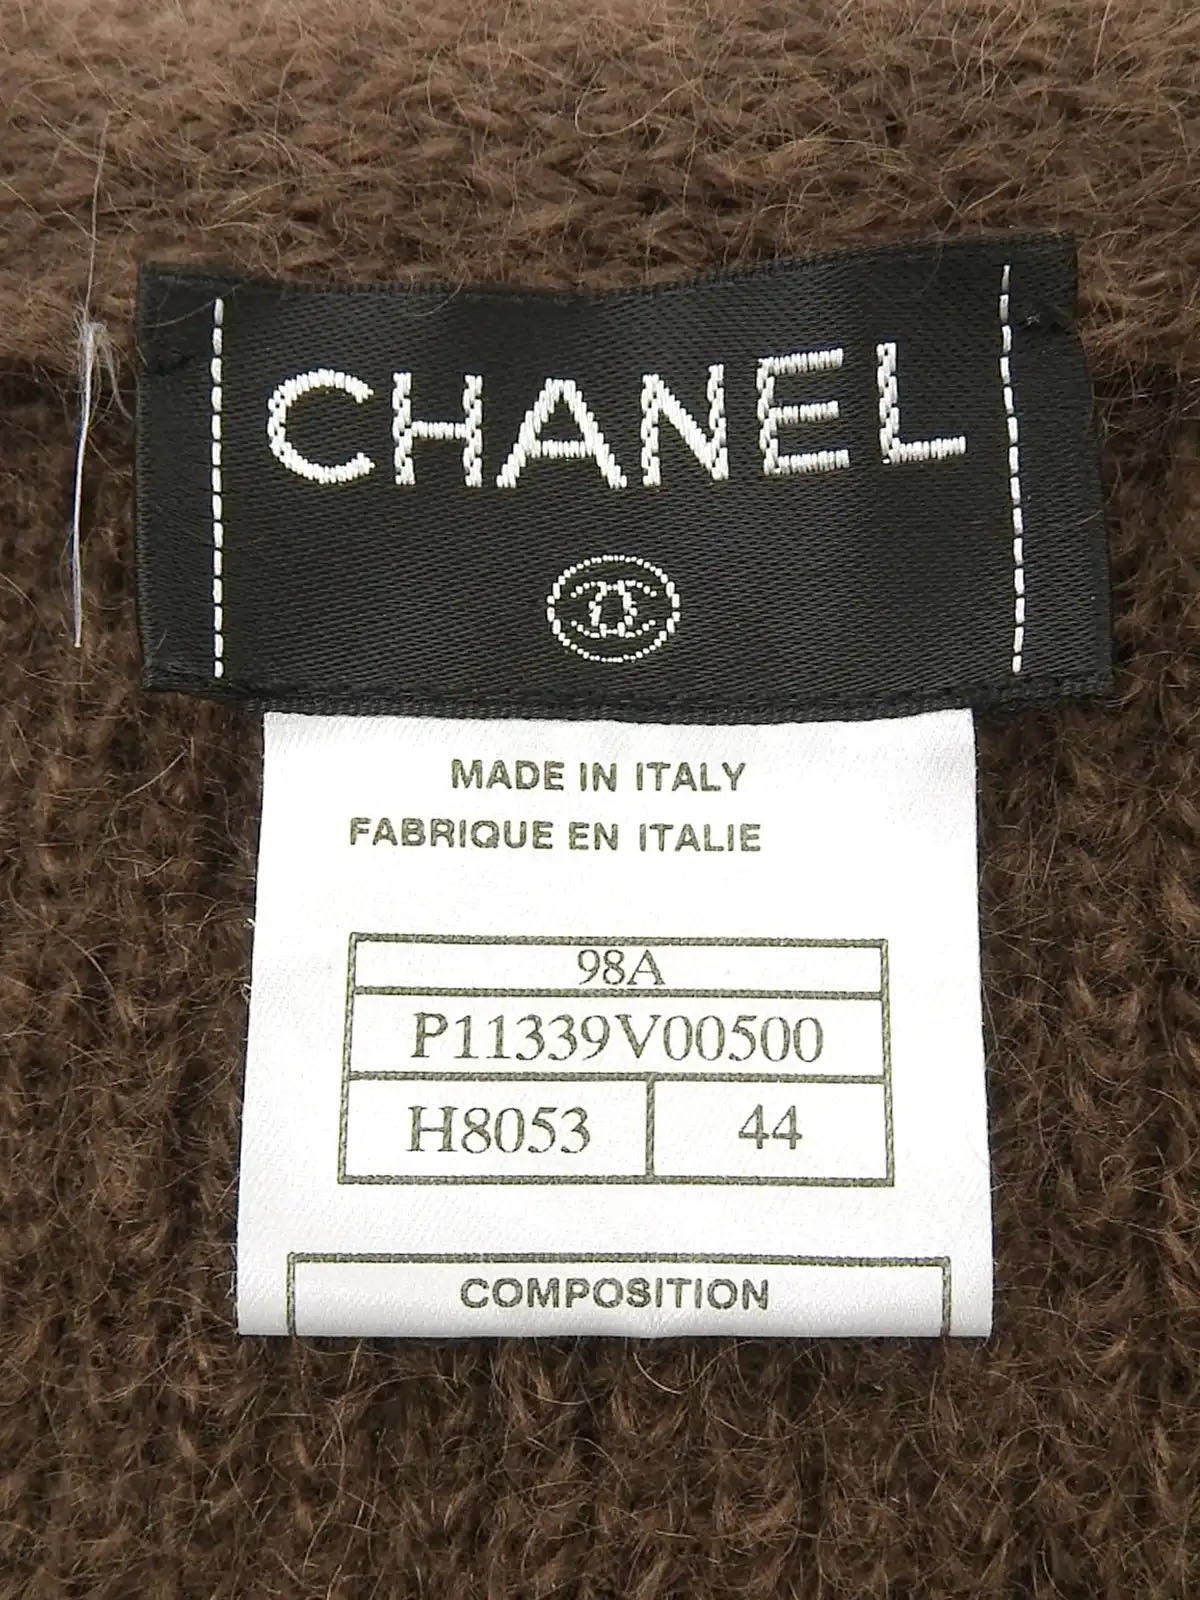 CHANEL
MADE IN ITALY
FABRIQUE EN ITALIE
98A
P11339V00500
H8053 44
COMPOSITION